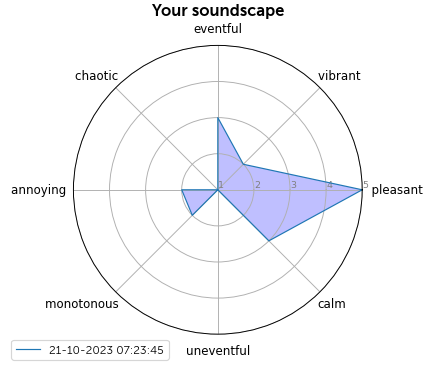 Your soundscape
eventful
chaotic
vibrant
annoying
1
2
3
4
5
pleasant
monotonous
calm
uneventful
21-10-2023 07:23:45